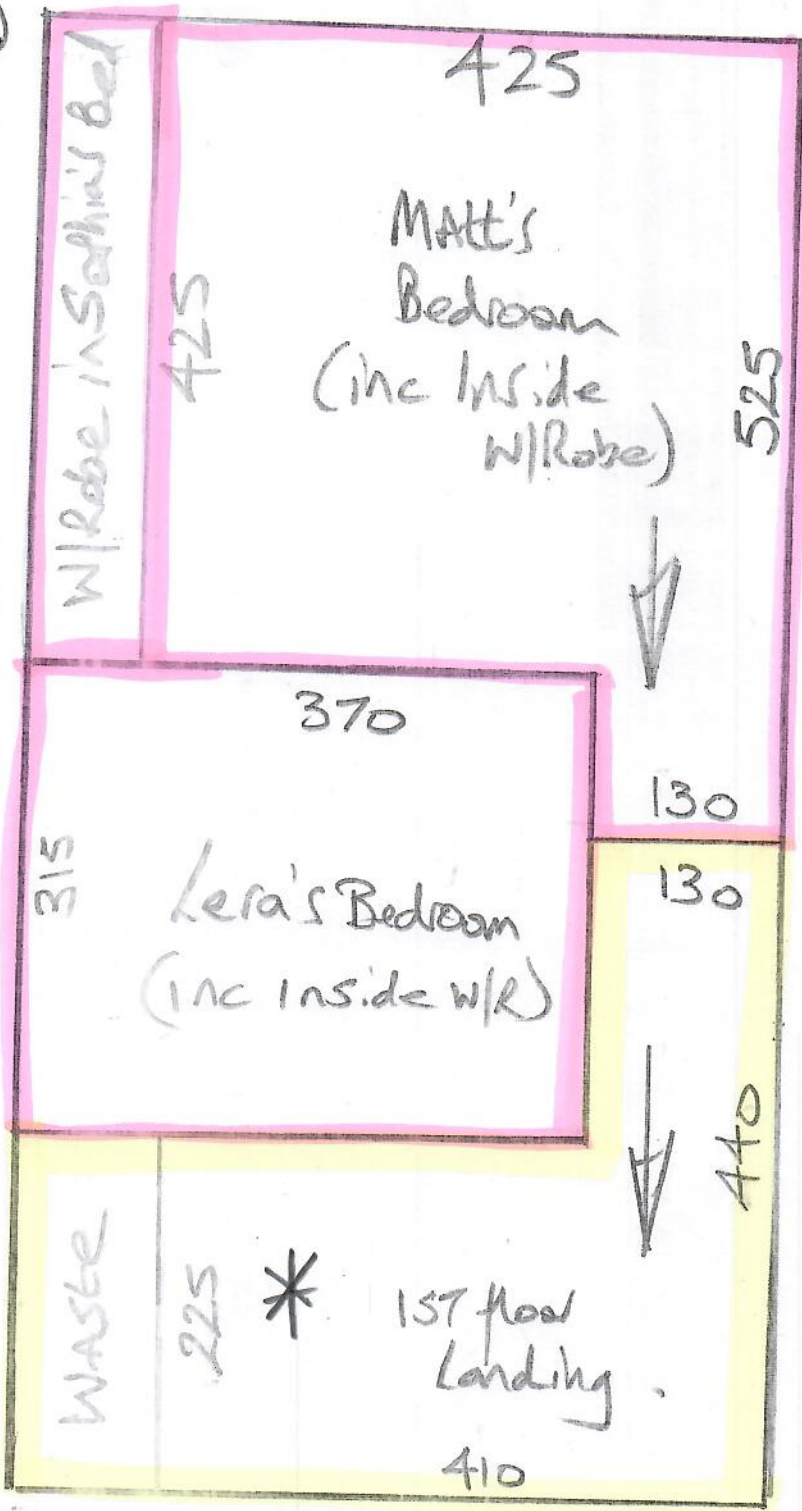 425
W/Robe in Sophia's Bed
MAtt's
Bedroom
(inc Inside
W/Robe)
425
525
370
130
315
Lera's Bedroom
(inc inside W/R)
130
440
WASTE
225
*
1ST floor
Landing.
410